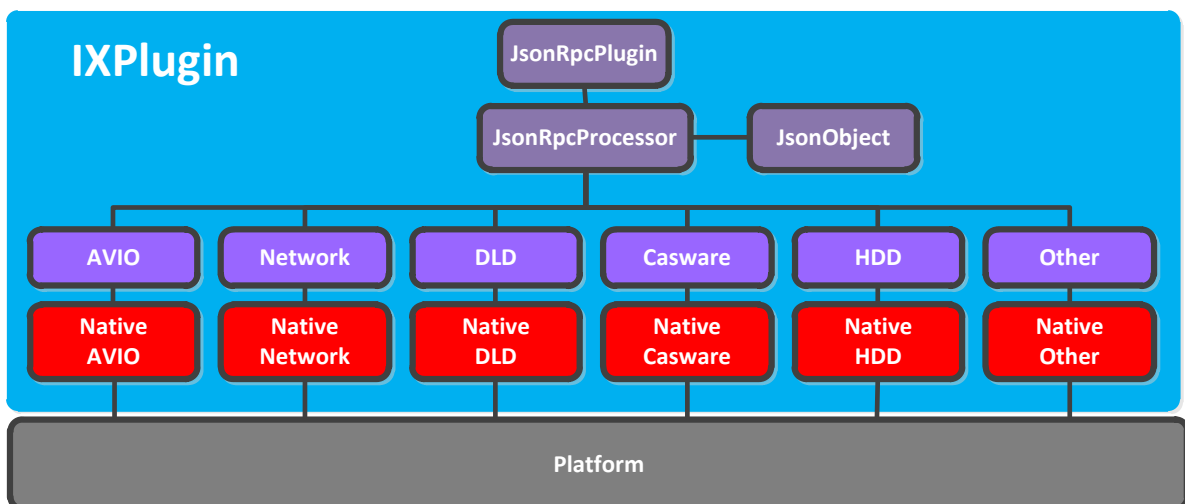 IXPlugin
JsonRpcPlugin
JsonRpcProcessor
JsonObject
AVIO
Network
DLD
Casware
HDD
Other
Native
AVIO
Native
Network
Native
DLD
Native
Casware
Native
HDD
Native
Other
Platform